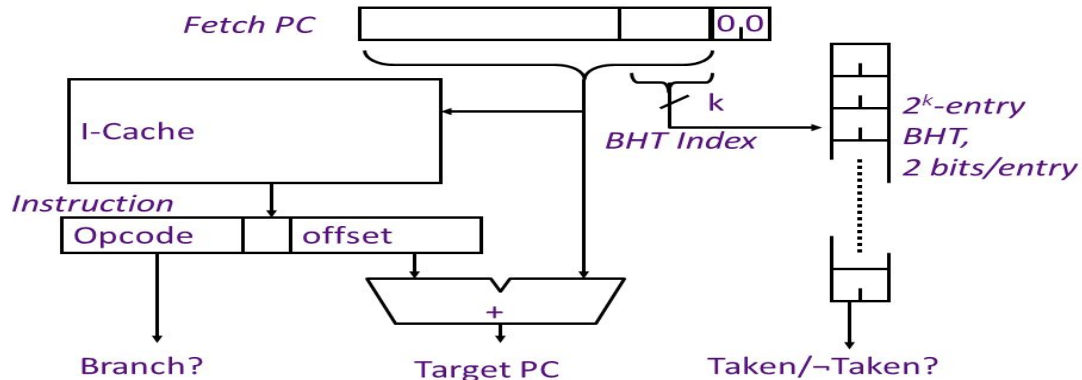 Fetch PC
0 0
I-Cache
k
BHT Index
2ᵏ-entry
BHT,
2 bits/entry
Instruction
Opcode
offset
+
Branch?
Target PC
Taken/¬Taken?